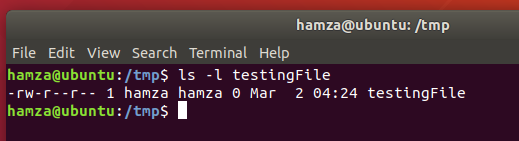 hamza@ubuntu: /tmp
File Edit View Search Terminal Help
hamza@ubuntu:/tmp$ ls -l testingFile
-rw-r--r-- 1 hamza hamza 0 Mar  2 04:24 testingFile
hamza@ubuntu:/tmp$